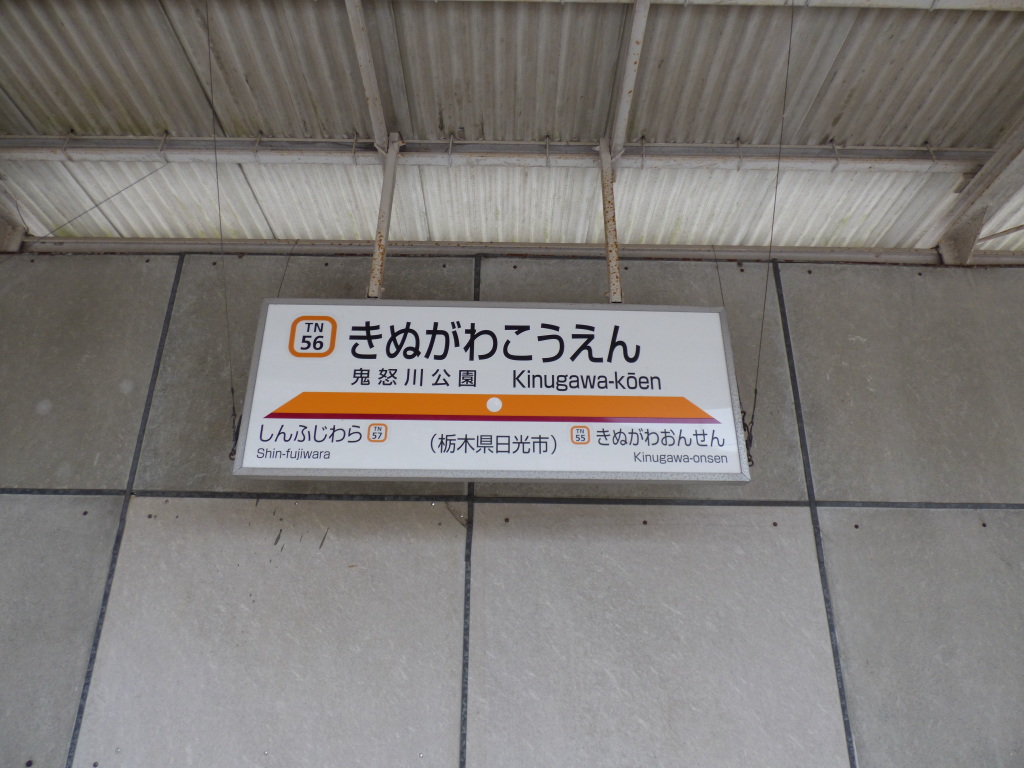 TN
56
きぬがわこうえん
鬼怒川公園 Kinugawa-kōen
しんふじわら TN 57
Shin-fujiwara
(栃木県日光市)
TN 55 きぬがわおんせん
Kinugawa-onsen